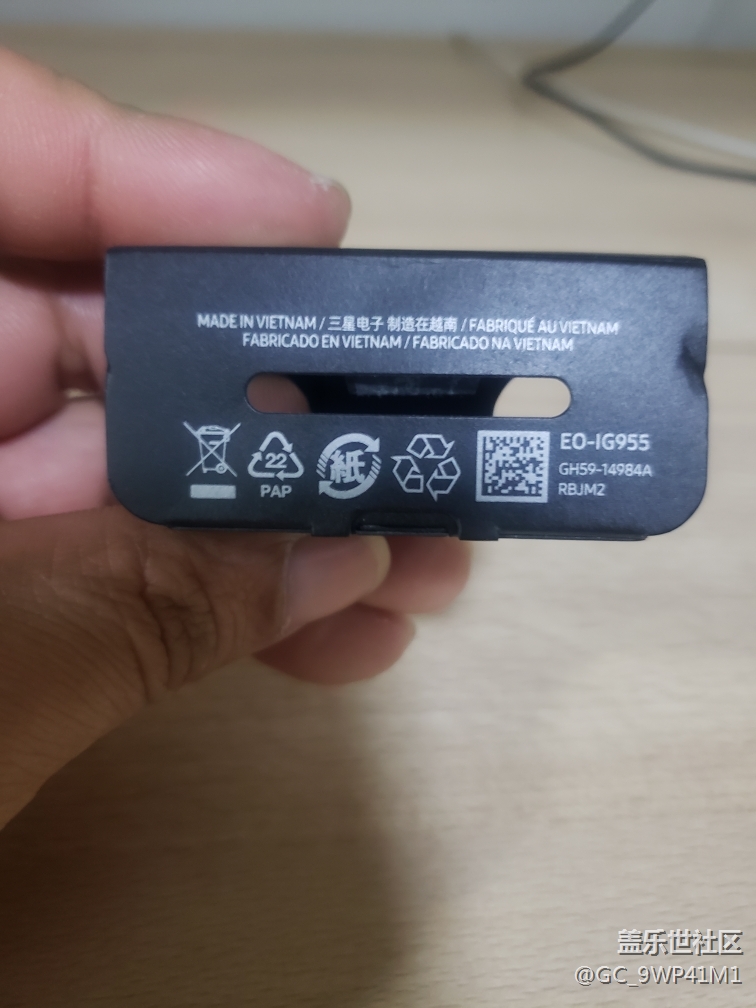 MADE IN VIETNAM / 三星电子 制造在越南 / FABRIQUÉ AU VIETNAM
FABRICADO EN VIETNAM / FABRICADO NA VIETNAM
22
PAP
紙
EO-IG955
GH59-14984A
RBJM2
盖乐世社区
@GC_9WP41M1